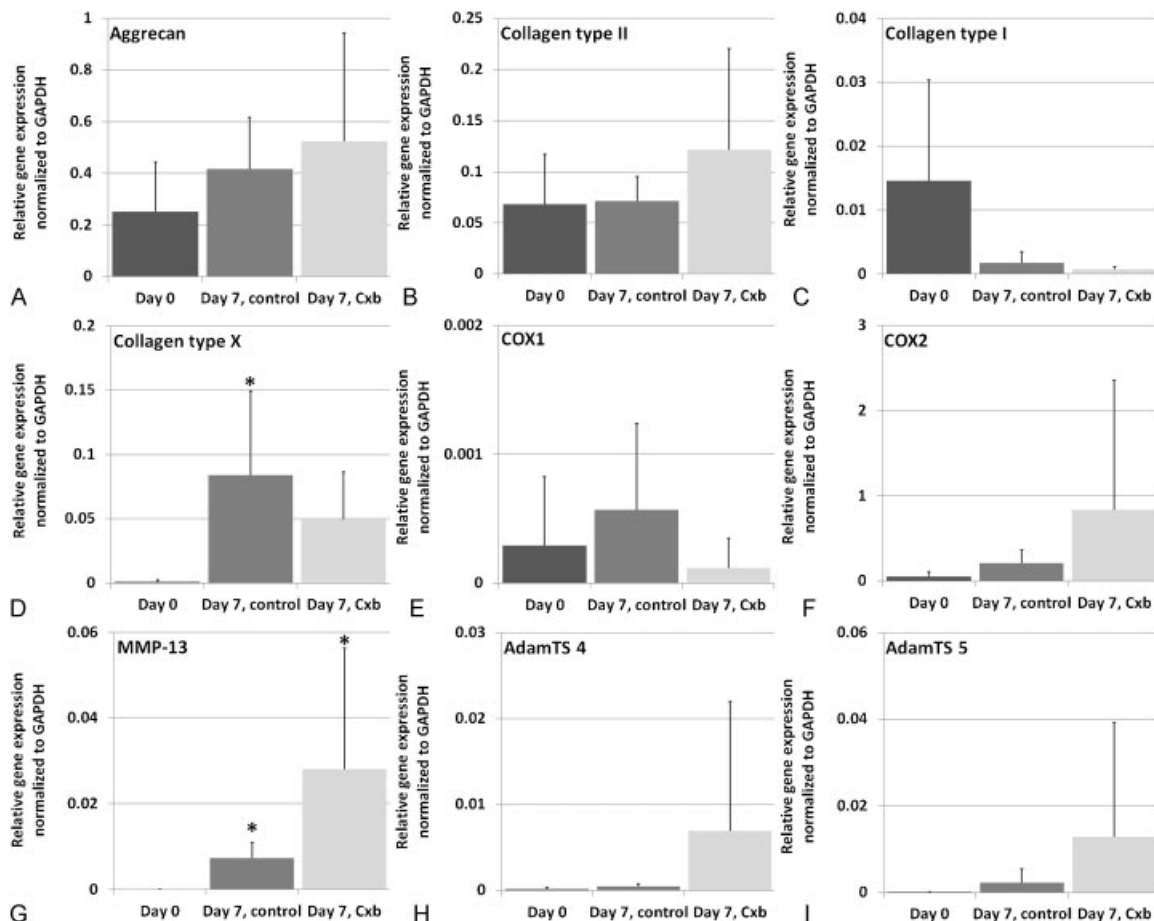 Aggrecan
Relative gene expression
normalized to GAPDH
1
0.8
0.6
0.4
0.2
0
Day 0
Day 7, control
Day 7, Cxb
A
Collagen type II
Relative gene expression
normalized to GAPDH
0.25
0.2
0.15
0.1
0.05
0
Day 0
Day 7, control
Day 7, Cxb
B
Collagen type I
Relative gene expression
normalized to GAPDH
0.04
0.03
0.02
0.01
0
Day 0
Day 7, control
Day 7, Cxb
C
Collagen type X
Relative gene expression
normalized to GAPDH
0.2
0.15
0.1
0.05
0
*
Day 0
Day 7, control
Day 7, Cxb
D
COX1
Relative gene expression
normalized to GAPDH
0.002
0.001
0
Day 0
Day 7, control
Day 7, Cxb
E
COX2
Relative gene expression
normalized to GAPDH
3
2
1
0
Day 0
Day 7, control
Day 7, Cxb
F
MMP-13
Relative gene expression
normalized to GAPDH
0.06
0.04
0.02
0
*
*
Day 0
Day 7, control
Day 7, Cxb
G
AdamTS 4
Relative gene expression
normalized to GAPDH
0.03
0.02
0.01
0
Day 0
Day 7, control
Day 7, Cxb
H
AdamTS 5
Relative gene expression
normalized to GAPDH
0.06
0.04
0.02
0
Day 0
Day 7, control
Day 7, Cxb
I